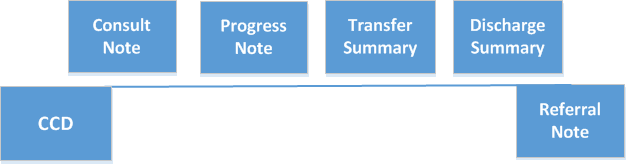 Consult
Note
Progress
Note
Transfer
Summary
Discharge
Summary
CCD
Referral
Note